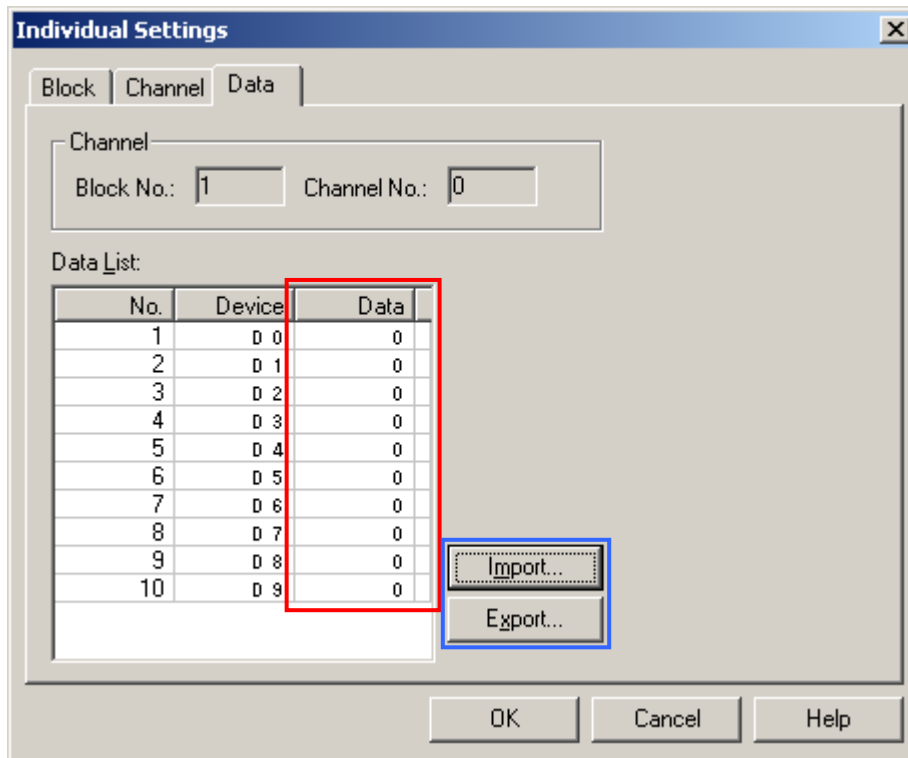 Individual Settings
Block Channel Data
Channel
Block No.: 1 Channel No.: 0
Data List:
No. Device Data
1 D 0 0
2 D 1 0
3 D 2 0
4 D 3 0
5 D 4 0
6 D 5 0
7 D 6 0
8 D 7 0
9 D 8 0
10 D 9 0
Import...
Export...
OK Cancel Help